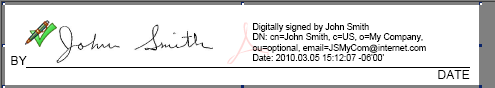 John Smith
Digitally signed by John Smith
DN: cn=John Smith, c=US, o=My Company,
ou=optional, email=JSMyCom@internet.com
Date: 2010.03.05 15:12:07 -06'00'
BY
DATE